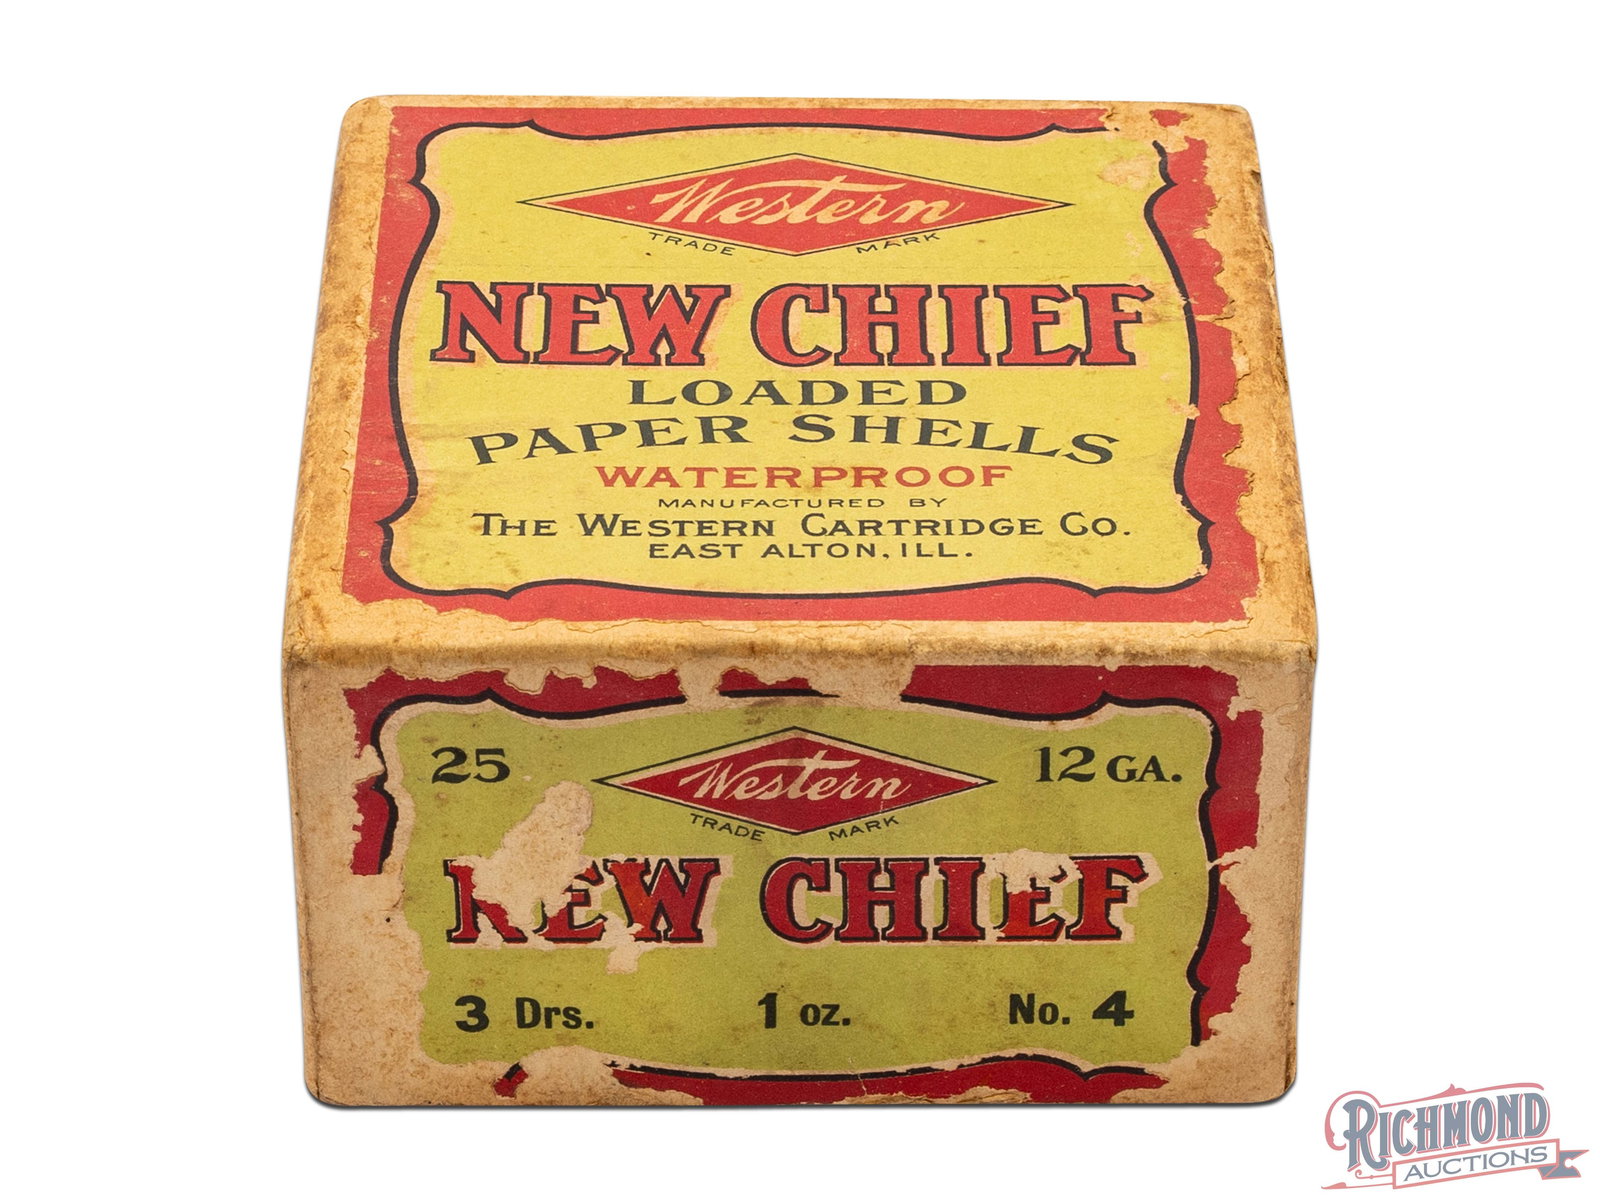 Western
TRADE MARK
NEW CHIEF
LOADED
PAPER SHELLS
WATERPROOF
MANUFACTURED BY
THE WESTERN CARTRIDGE CO.
EAST ALTON, ILL.
25 Western 12 GA.
TRADE MARK
NEW CHIEF
3 Drs. 1 oz. No. 4
RICHMOND
AUCTIONS